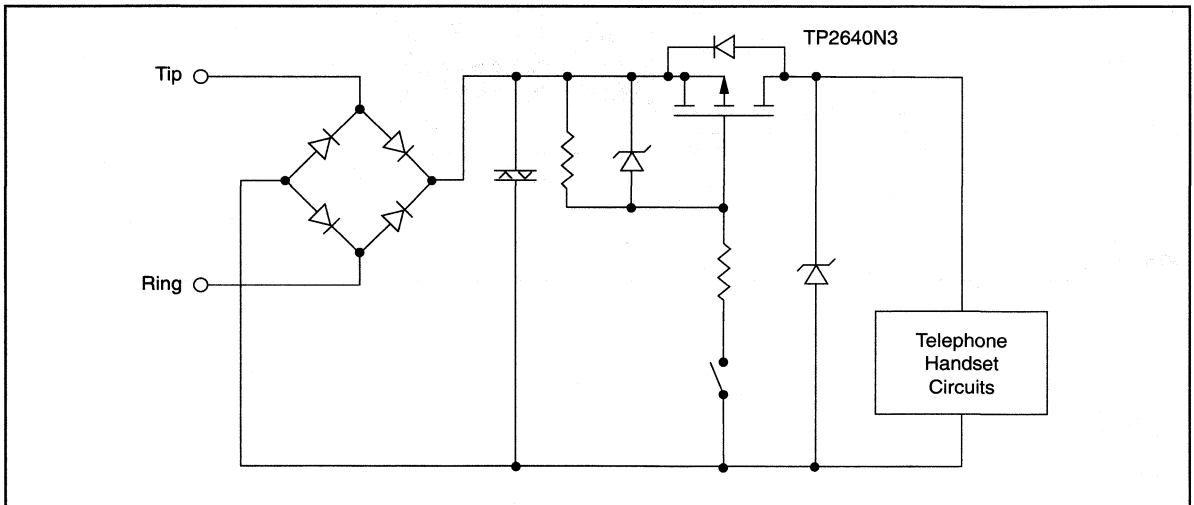 TP2640N3
Tip
Ring
Telephone
Handset
Circuits